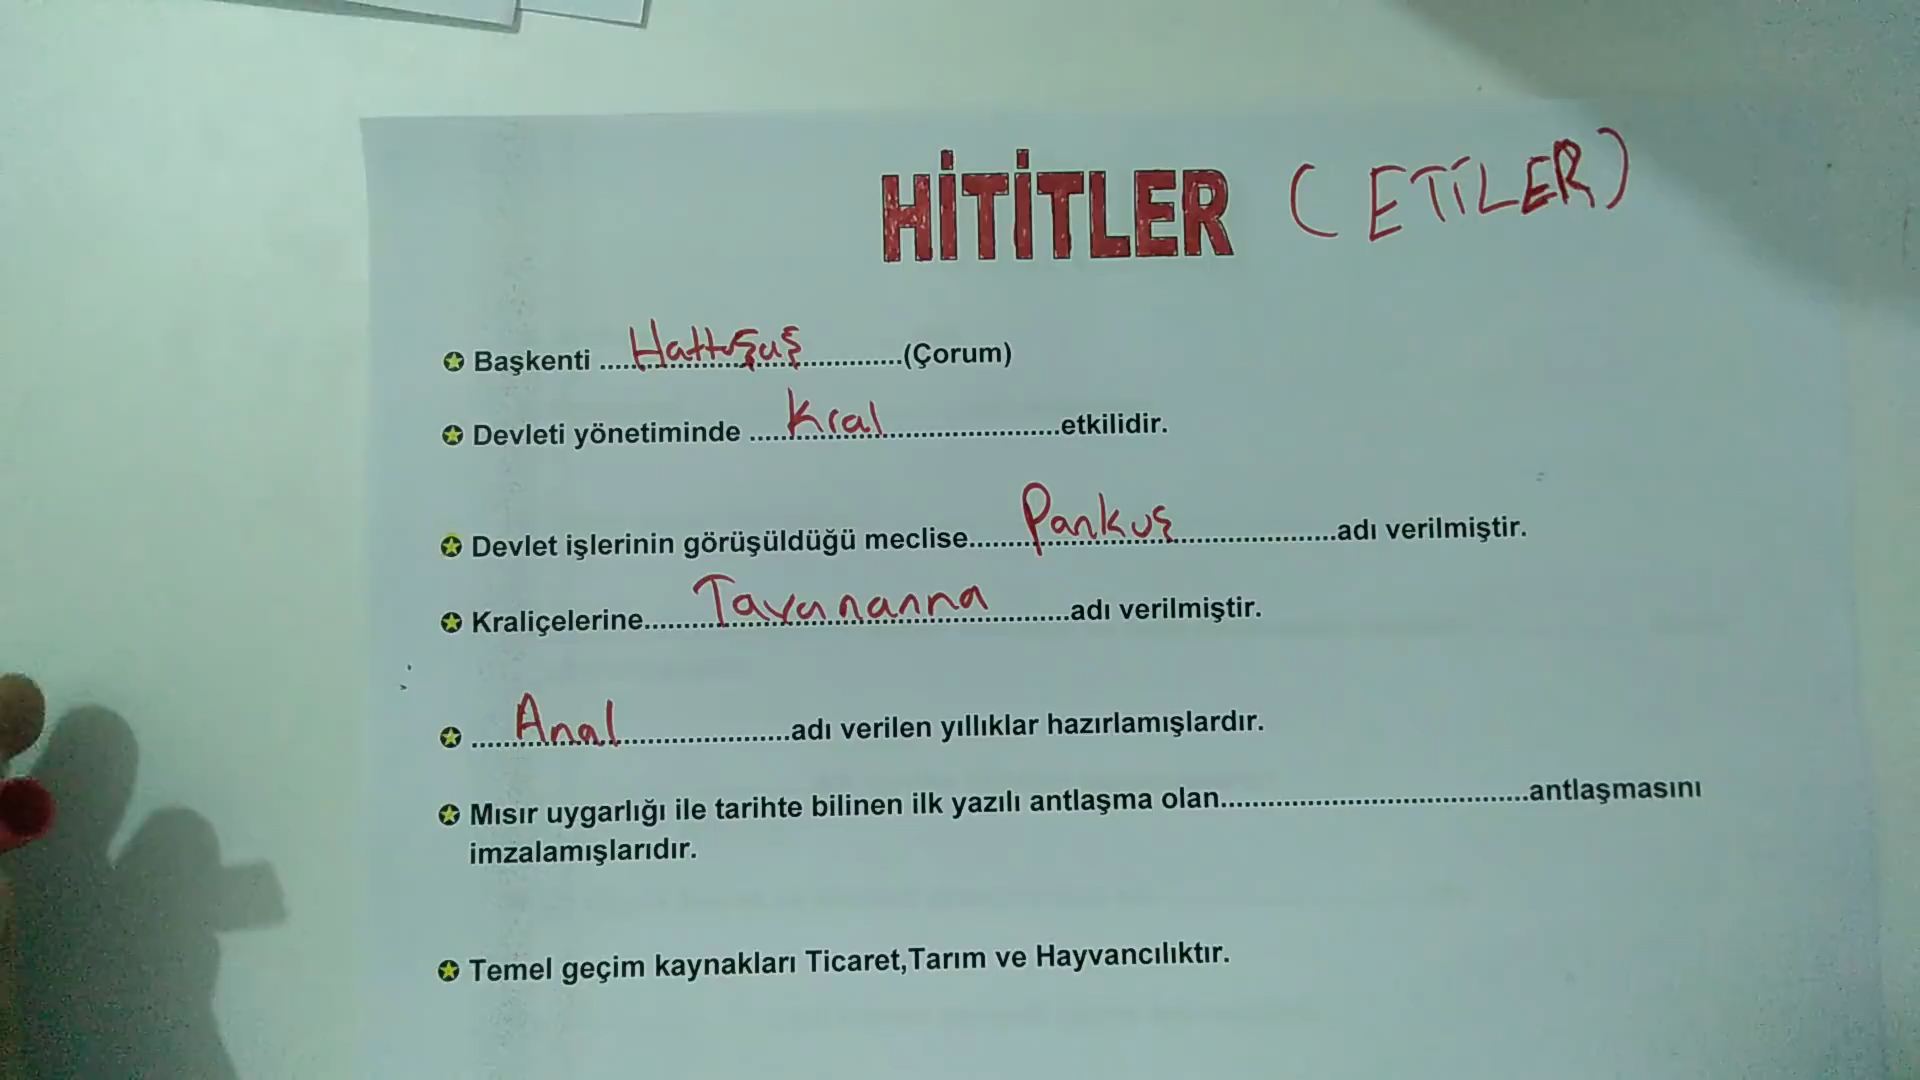 HİTİTLER (ETİLER)
Başkenti ....Hattuşaş..............(Çorum)
Devleti yönetiminde .....Kral......................etkilidir.
Devlet işlerinin görüşüldüğü meclise.......Pankuş......................adı verilmiştir.
Kraliçelerine.........Tavananna...........adı verilmiştir.
......Anal......................adı verilen yıllıklar hazırlamışlardır.
Mısır uygarlığı ile tarihte bilinen ilk yazılı antlaşma olan........................................antlaşmasını
imzalamışlarıdır.
Temel geçim kaynakları Ticaret,Tarım ve Hayvancılıktır.